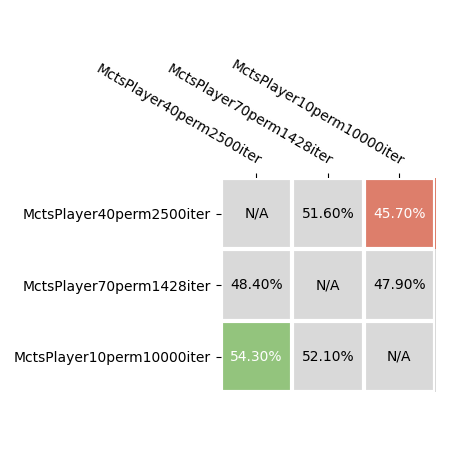 MctsPlayer40perm2500iter
MctsPlayer70perm1428iter
MctsPlayer10perm10000iter
MctsPlayer40perm2500iter N/A 51.60% 45.70%
MctsPlayer70perm1428iter 48.40% N/A 47.90%
MctsPlayer10perm10000iter 54.30% 52.10% N/A